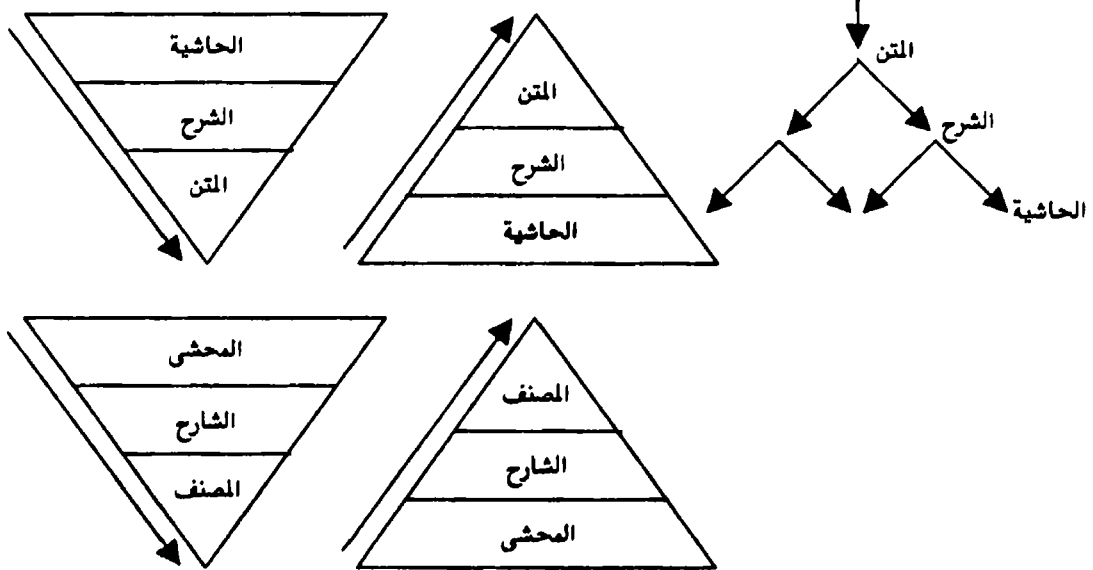 المتن
الشرح
الحاشية
المتن
الشرح
الحاشية
الحاشية
الشرح
المتن
المصنف
الشارح
المحشى
المحشى
الشارح
المصنف